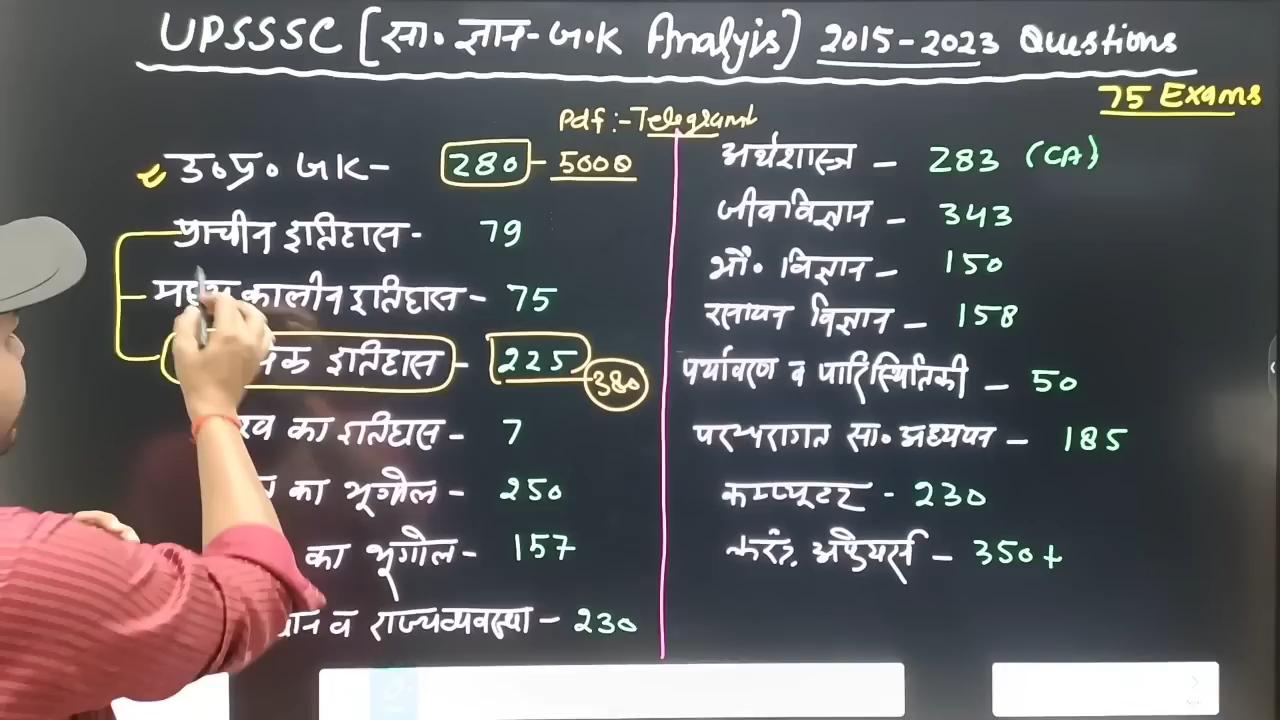 UPSSSC [सा॰ ज्ञान- G.K Analyis) 2015-2023 Questions
75 Exams
Pdf :- Telegram
उ॰प्र॰ GK- 280 - 5000
प्राचीन इतिहास- 79
मध्य कालीन इतिहास- 75
इतिहास - 225 380
का इतिहास - 7
का भूगोल - 250
का भूगोल- 157
व राज्यव्यवस्था - 230
अर्थशास्त्र - 283 (CA)
जीवविज्ञान - 343
भौ॰ विज्ञान - 150
रसायन विज्ञान - 158
पर्यावरण व पारिस्थितिकी - 50
परम्परागत सा॰ अध्ययन - 185
कम्प्यूटर - 230
करंट अफेयर्स - 350+